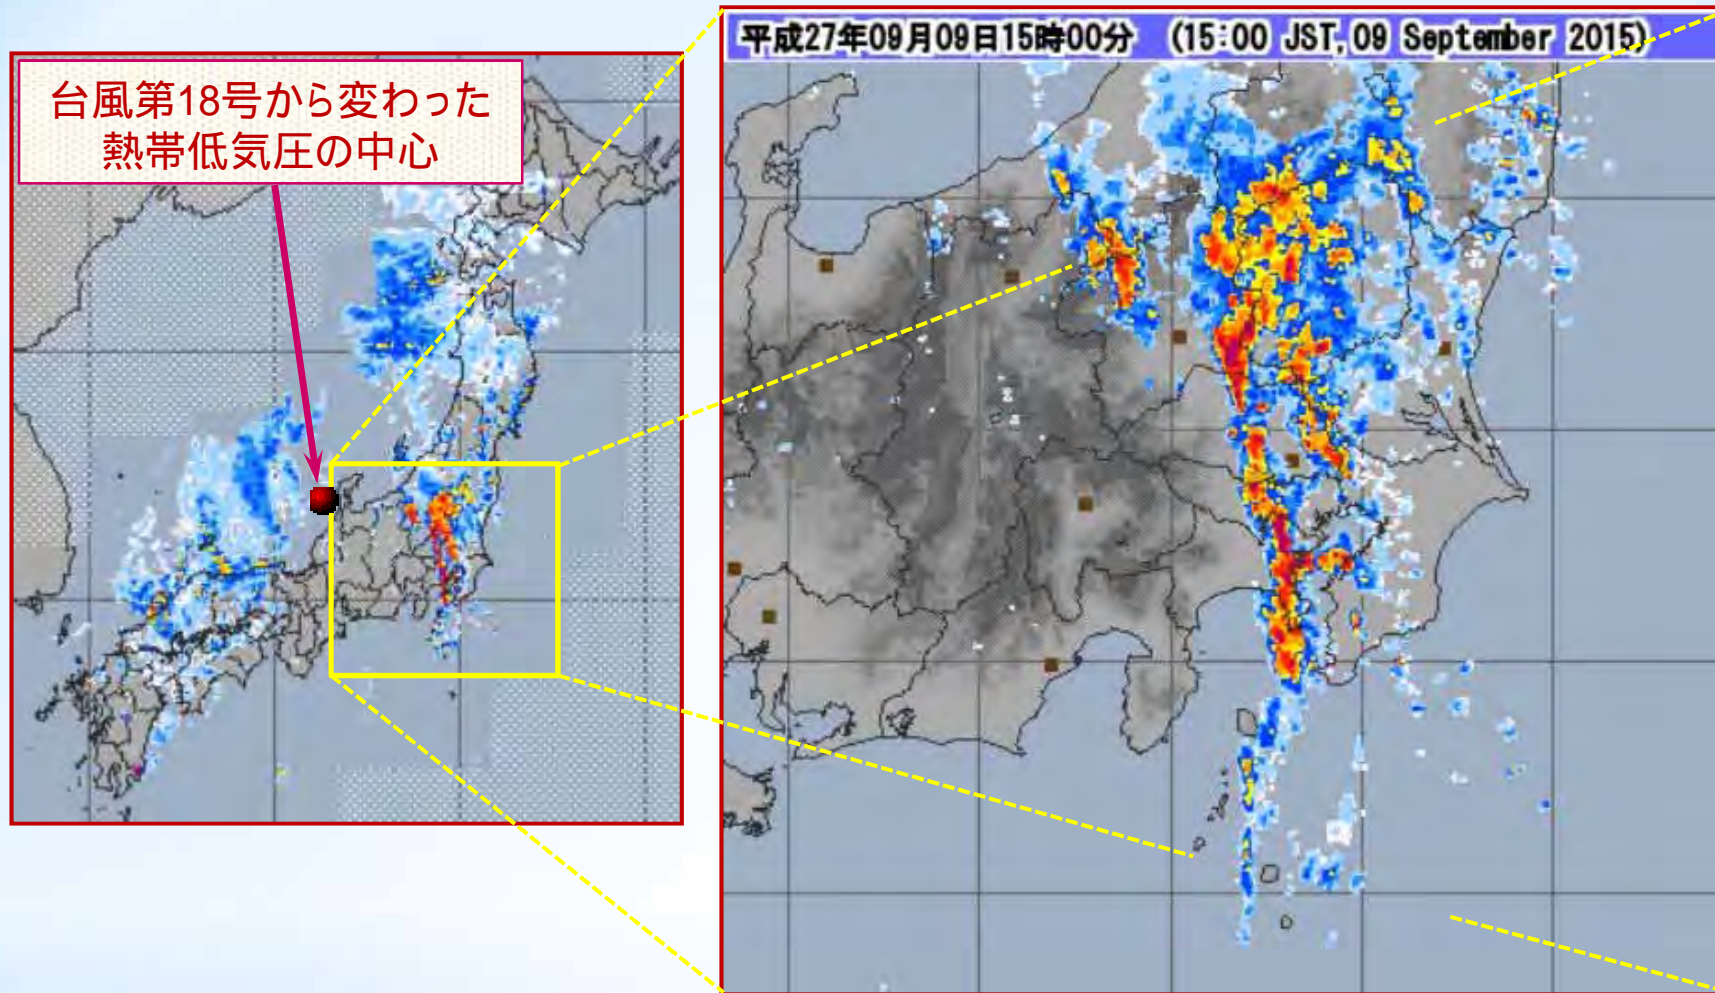 台風第18号から変わった
熱帯低気圧の中心
平成27年09月09日15時00分 (15:00 JST, 09 September 2015)